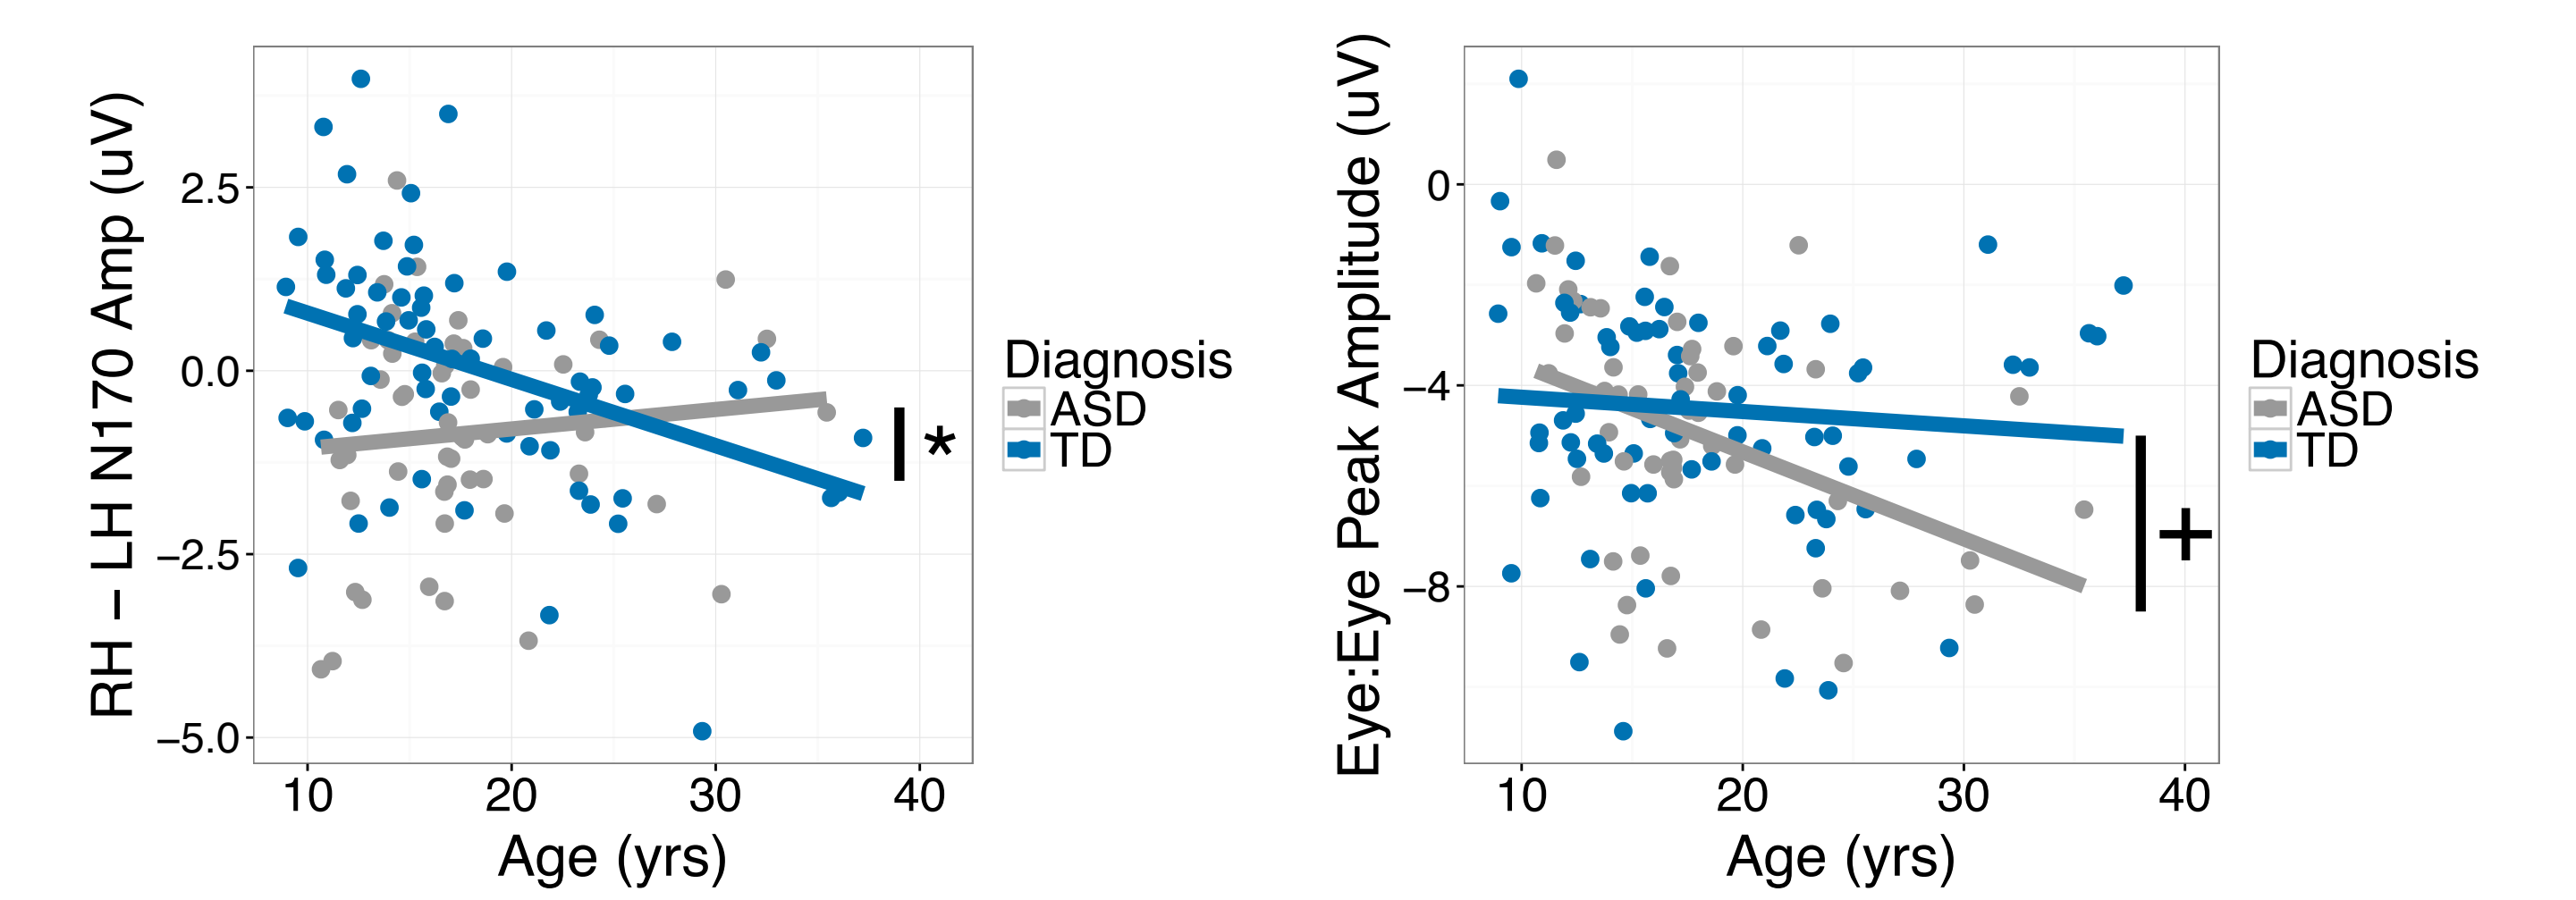 RH − LH N170 Amp (uV)
2.5
0.0
−2.5
−5.0
10 20 30 40
Age (yrs)
*
Diagnosis
ASD
TD
Eye:Eye Peak Amplitude (uV)
0
−4
−8
10 20 30 40
Age (yrs)
+
Diagnosis
ASD
TD